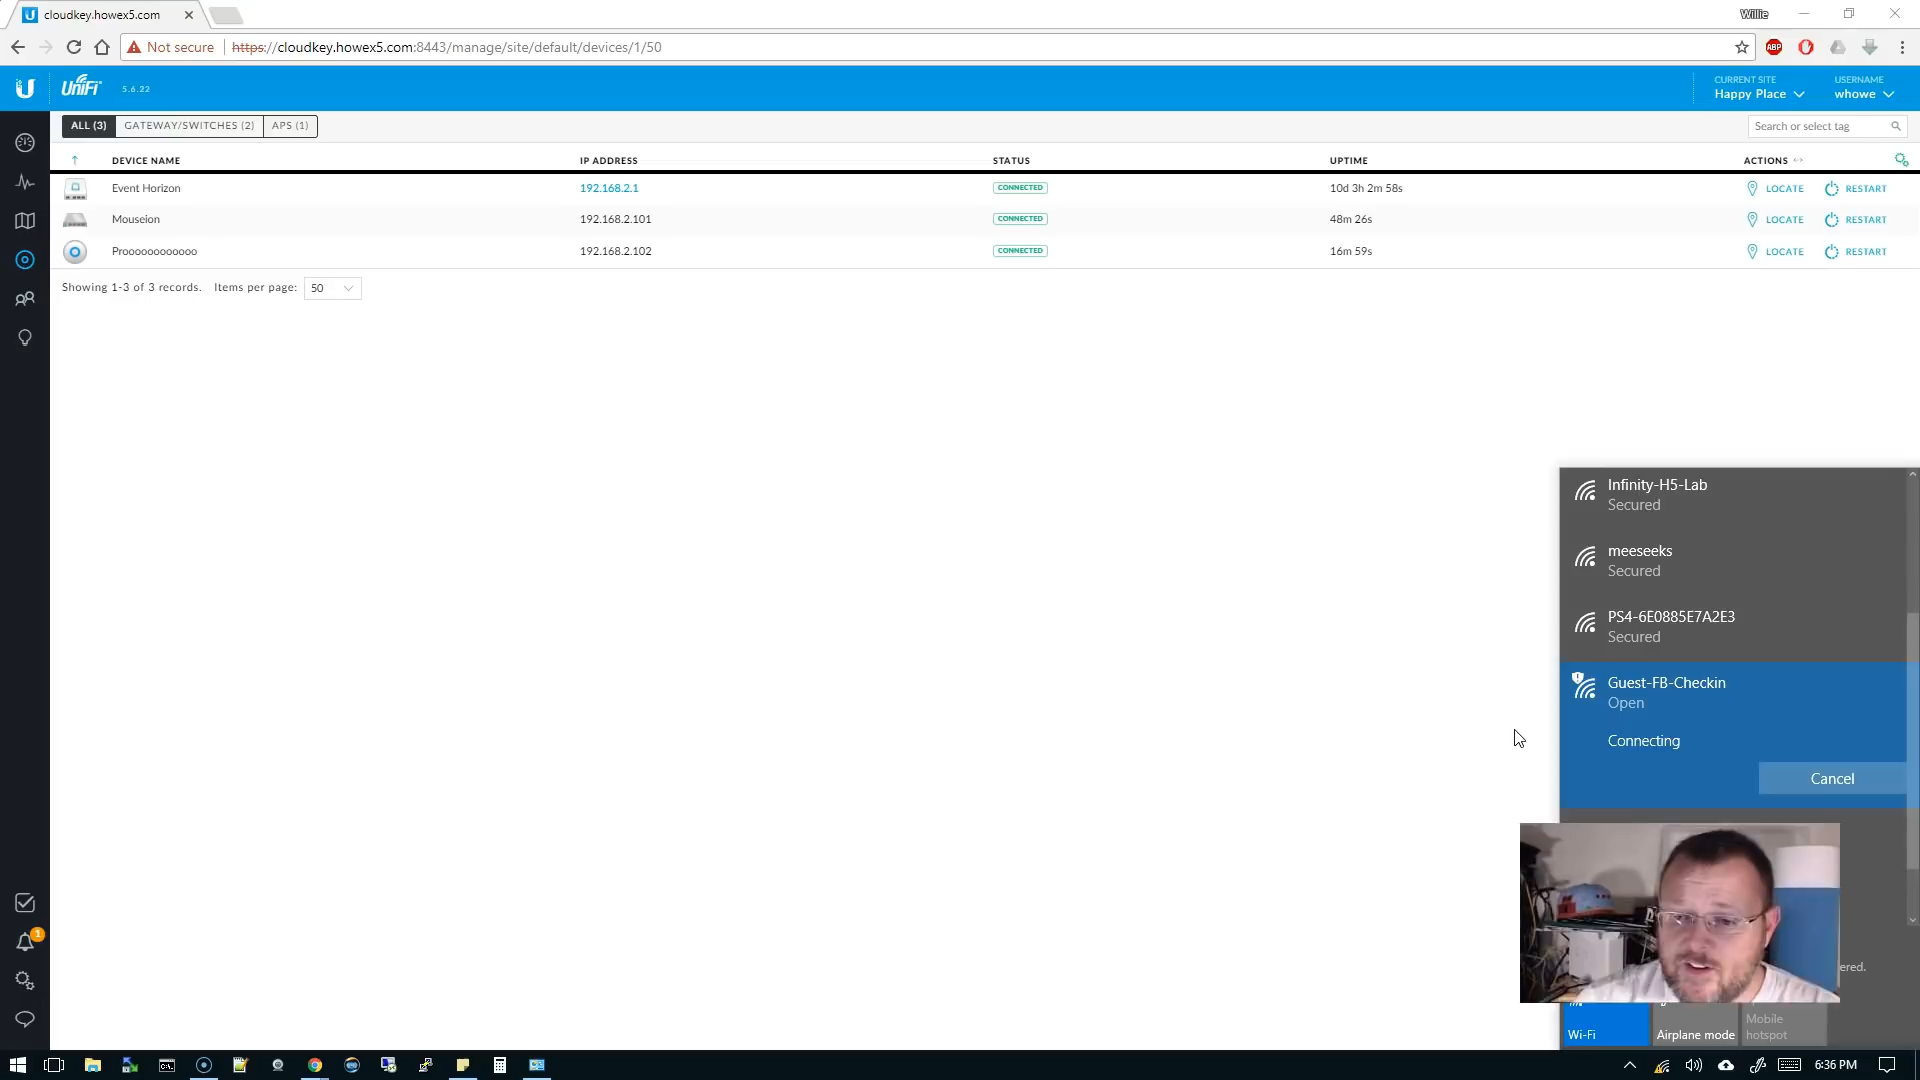 cloudkey.howex5.com
Willie
Not secure https://cloudkey.howex5.com:8443/manage/site/default/devices/1/50
ABP
UniFi 5.6.22
CURRENT SITE
Happy Place
USERNAME
whowe
ALL (3) GATEWAY/SWITCHES (2) APS (1)
Search or select tag
DEVICE NAME IP ADDRESS STATUS UPTIME ACTIONS
Event Horizon 192.168.2.1 CONNECTED 10d 3h 2m 58s LOCATE RESTART
Mouseion 192.168.2.101 CONNECTED 48m 26s LOCATE RESTART
Prooooooooooo 192.168.2.102 CONNECTED 16m 59s LOCATE RESTART
Showing 1-3 of 3 records. Items per page: 50
Infinity-H5-Lab
Secured
meeseeks
Secured
PS4-6E0885E7A2E3
Secured
Guest-FB-Checkin
Open
Connecting
Cancel
1
ered.
Wi-Fi
Airplane mode
Mobile
hotspot
6:36 PM